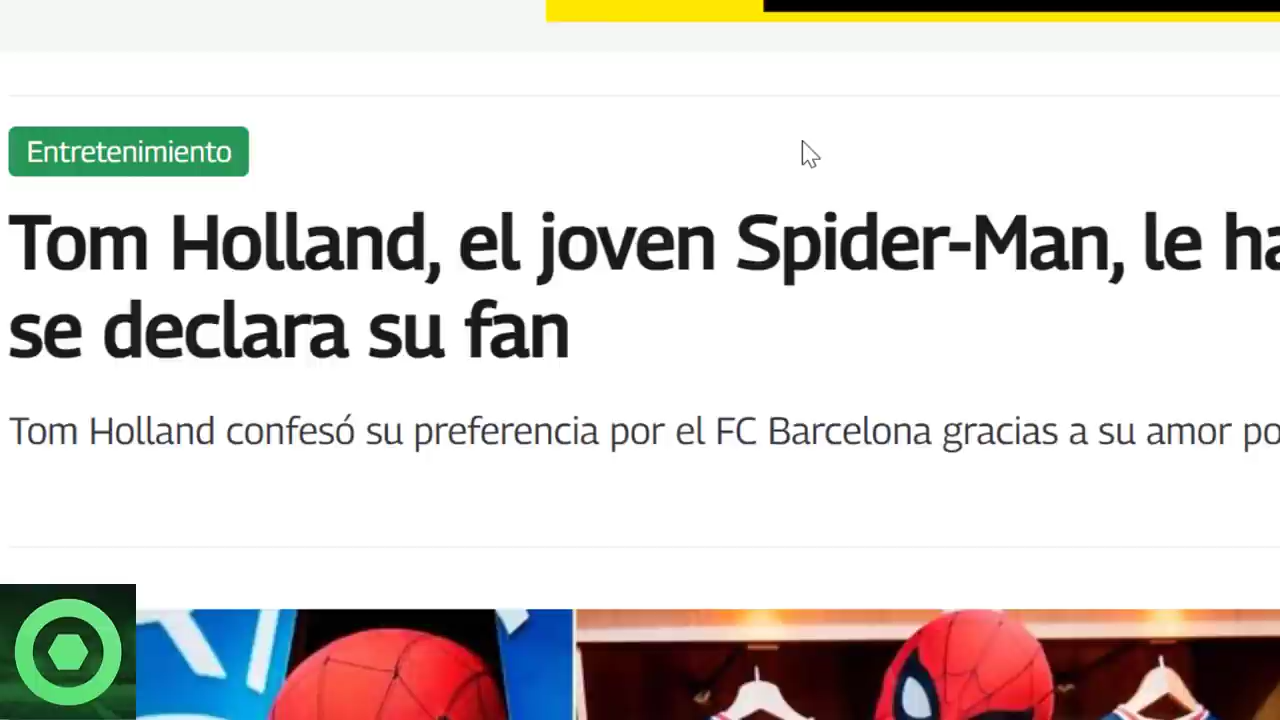 Entretenimiento
Tom Holland, el joven Spider-Man, le ha
se declara su fan
Tom Holland confesó su preferencia por el FC Barcelona gracias a su amor po